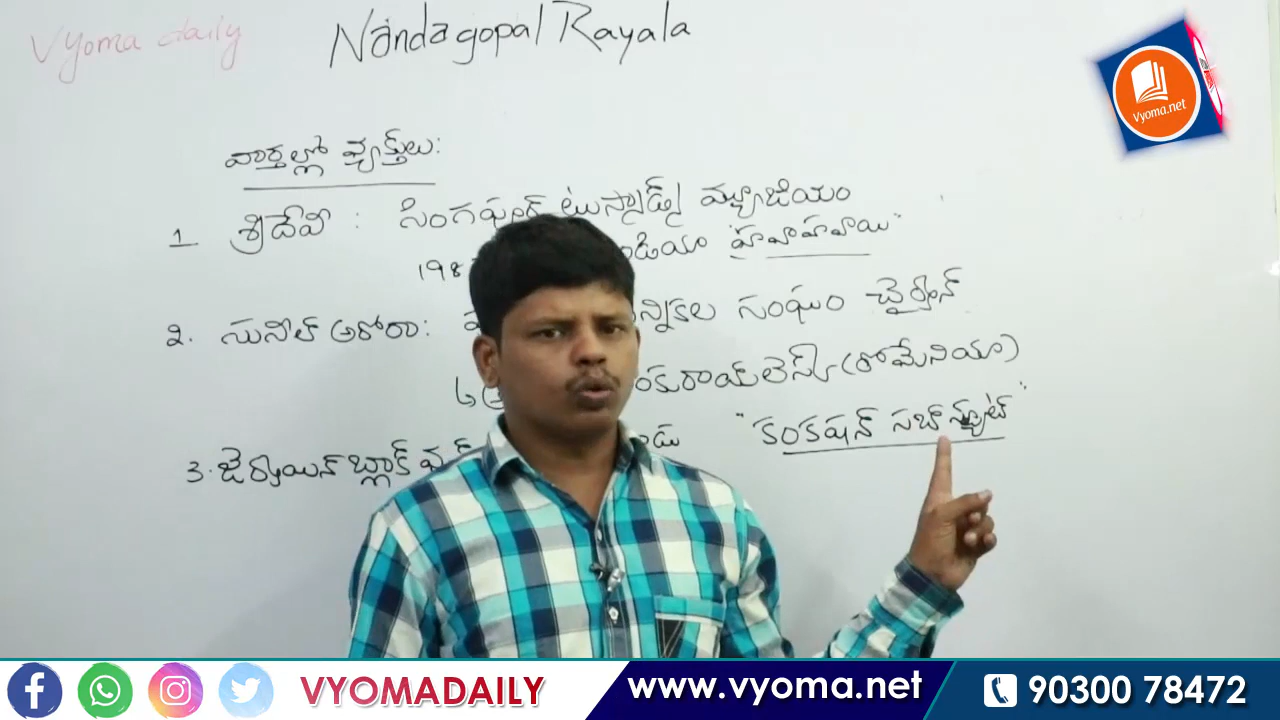 Vyoma daily Nandagopal Rayala
Vyoma.net
వార్తల్లో వ్యక్తులు:
1 శ్రీదేవి : సింగపూర్ టుస్సాడ్స్ మ్యూజియం
198 ండియా "హవాహవాయి"
2. సునీల్ అరోరా: న్నికల సంఘం చైర్మన్
ంకురాయ్‌లెస్కు (రోమేనియా)
3. జెర్మయిన్ బ్లాక్ "కంకషన్ సబ్ స్టిట్యూట్"
VYOMADAILY www.vyoma.net 90300 78472